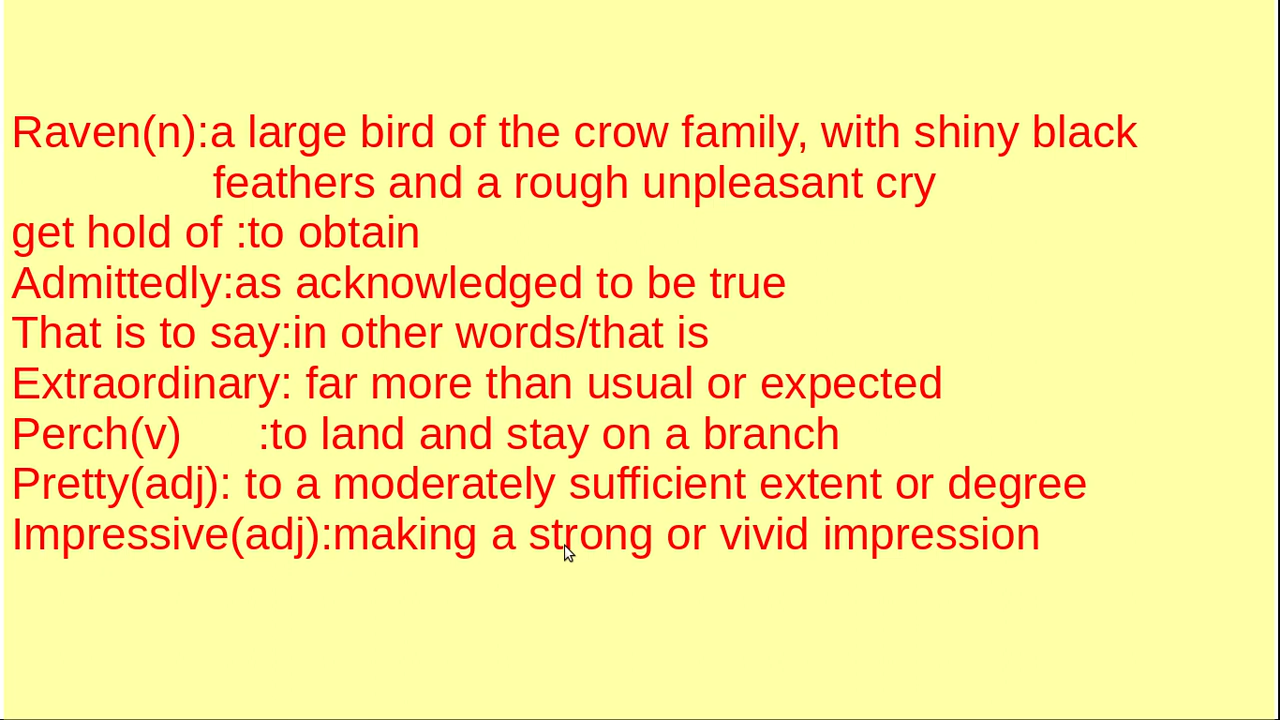 Raven(n):a large bird of the crow family, with shiny black
feathers and a rough unpleasant cry
get hold of :to obtain
Admittedly:as acknowledged to be true
That is to say:in other words/that is
Extraordinary: far more than usual or expected
Perch(v) :to land and stay on a branch
Pretty(adj): to a moderately sufficient extent or degree
Impressive(adj):making a strong or vivid impression